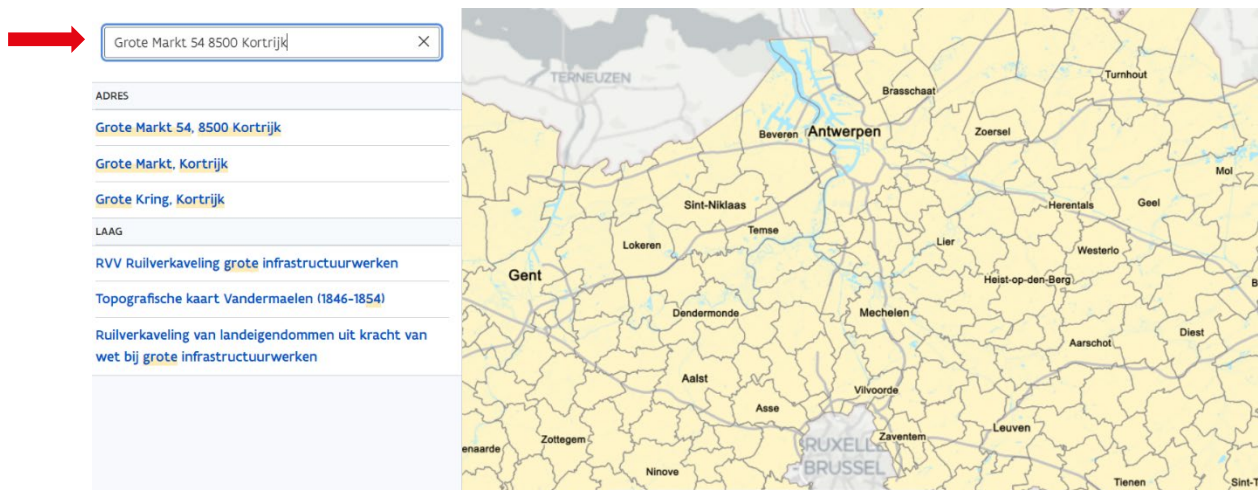 Grote Markt 54 8500 Kortrijk
ADRES
Grote Markt 54, 8500 Kortrijk
Grote Markt, Kortrijk
Grote Kring, Kortrijk
LAAG
RVV Ruilverkaveling grote infrastructuurwerken
Topografische kaart Vandermaelen (1846-1854)
Ruilverkaveling van landeigendommen uit kracht van
wet bij grote infrastructuurwerken
TERNEUZEN
Turnhout
Brasschaat
Beveren
Antwerpen
Zoersel
Mol
Sint-Niklaas
Herentals
Geel
Temse
Lokeren
Lier
Westerlo
Gent
Heist-op-den-Berg
B
Dendermonde
Mechelen
Diest
Aarschot
Aalst
Vilvoorde
Asse
Leuven
Zottegem
Zaventem
enaarde
RUXELLE
BRUSSEL
Ninove
Tienen
Sint-T